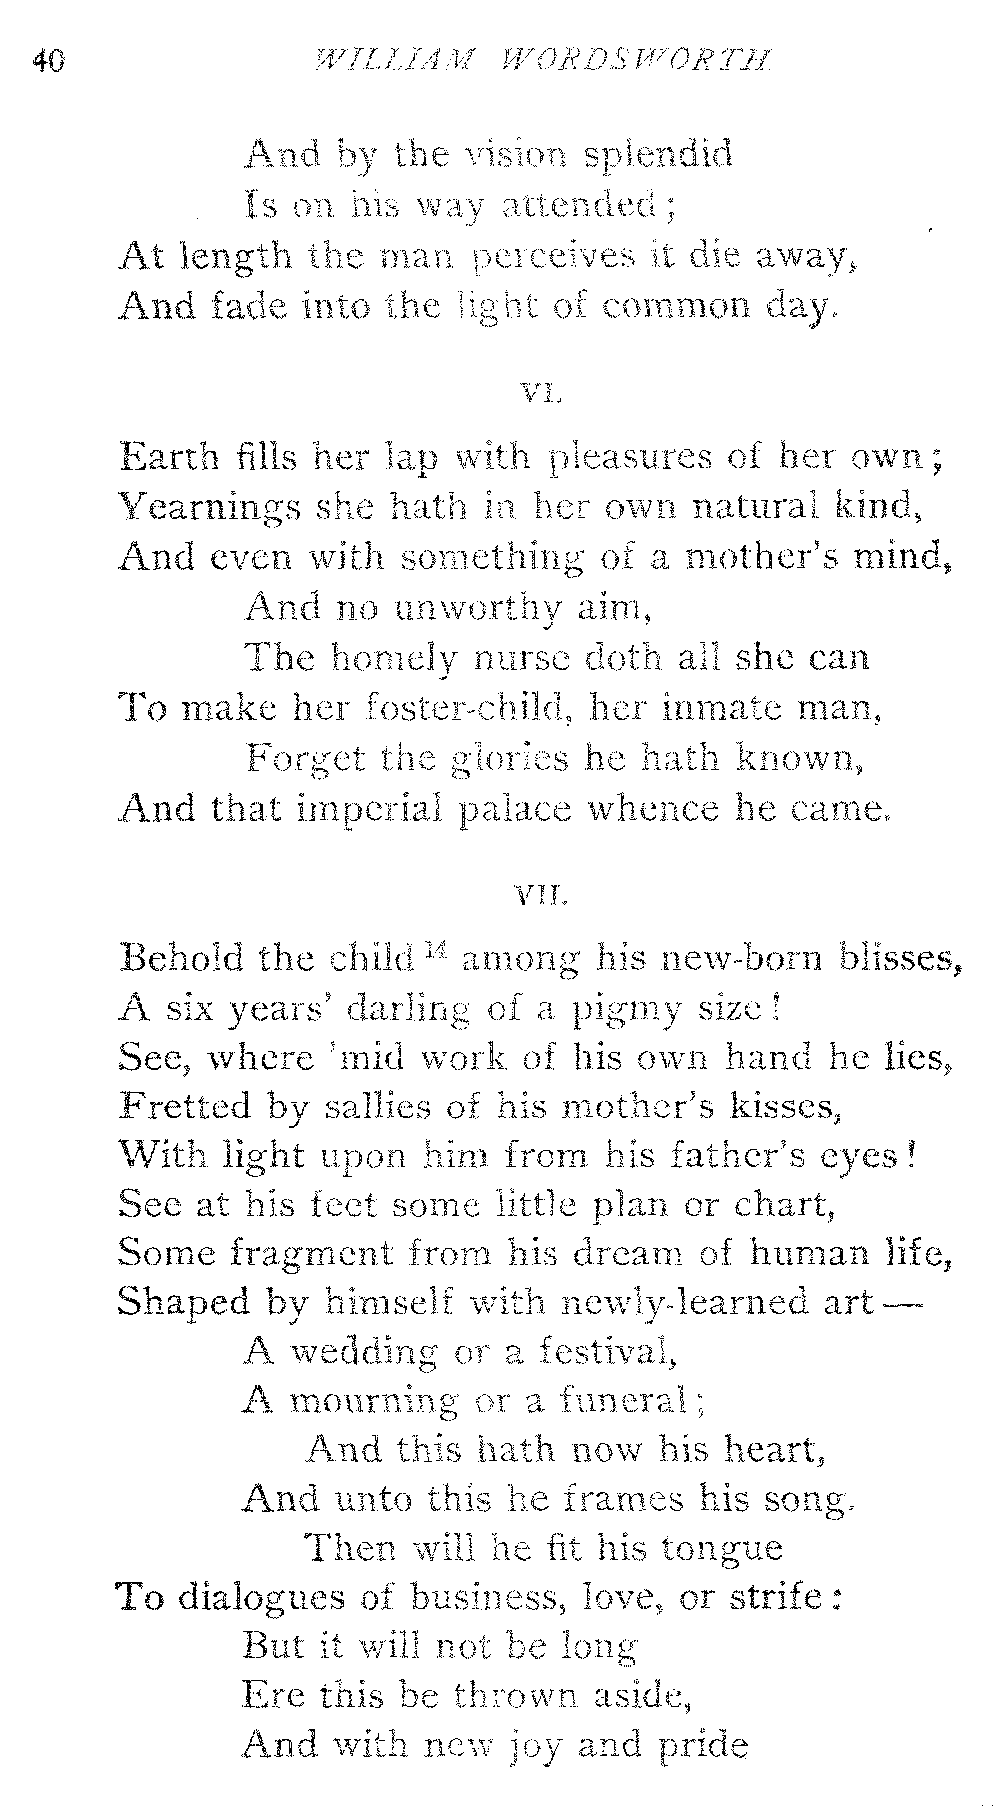 40 WILLIAM WORDSWORTH
And by the vision splendid
Is on his way attended;
At length the man perceives it die away,
And fade into the light of common day.
VI.
Earth fills her lap with pleasures of her own;
Yearnings she hath in her own natural kind,
And even with something of a mother's mind,
And no unworthy aim,
The homely nurse doth all she can
To make her foster-child, her inmate man,
Forget the glories he hath known,
And that imperial palace whence he came.
VII.
Behold the child 14 among his new-born blisses,
A six years' darling of a pigmy size!
See, where 'mid work of his own hand he lies,
Fretted by sallies of his mother's kisses,
With light upon him from his father's eyes!
See at his feet some little plan or chart,
Some fragment from his dream of human life,
Shaped by himself with newly-learned art—
A wedding or a festival,
A mourning or a funeral;
And this hath now his heart,
And unto this he frames his song.
Then will he fit his tongue
To dialogues of business, love, or strife:
But it will not be long
Ere this be thrown aside,
And with new joy and pride